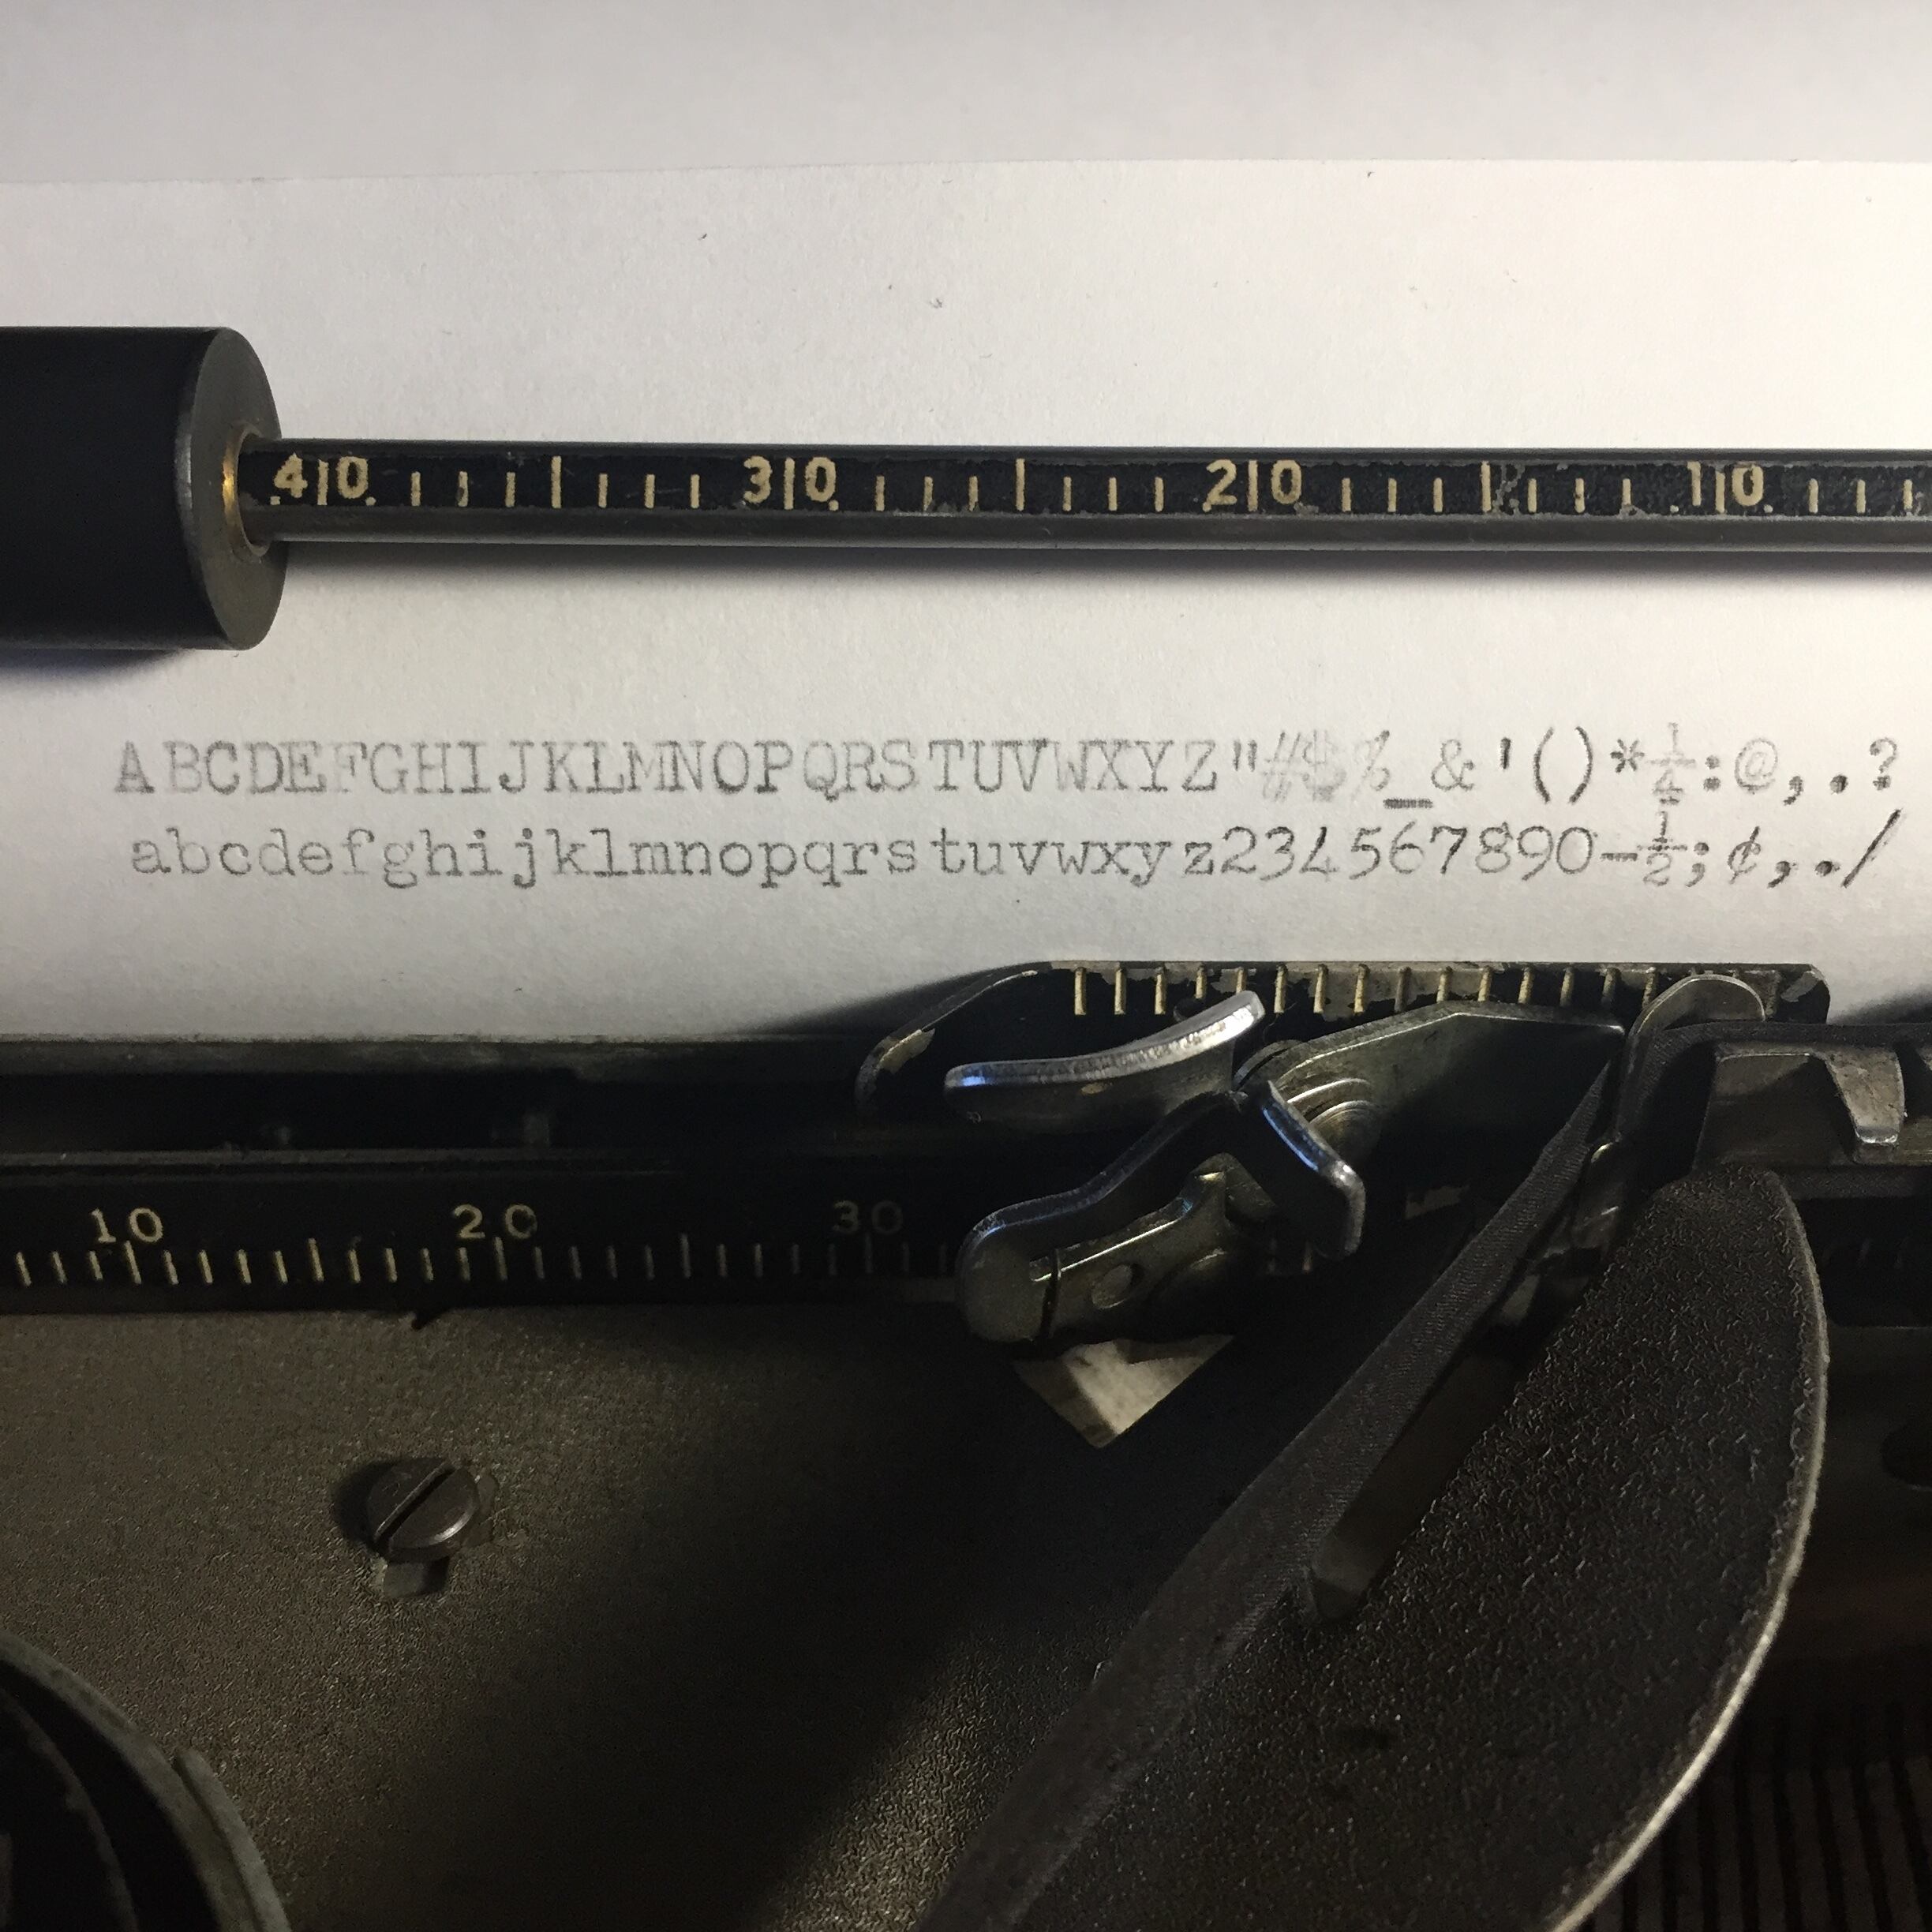 40 30 20 10
ABCDEFGHIJKLMNOPQRSTUVWXYZ"#$%_&'()*¼:@,.?
abcdefghijklmnopqrstuvwxyz234567890-½;¢,./
10 20 30